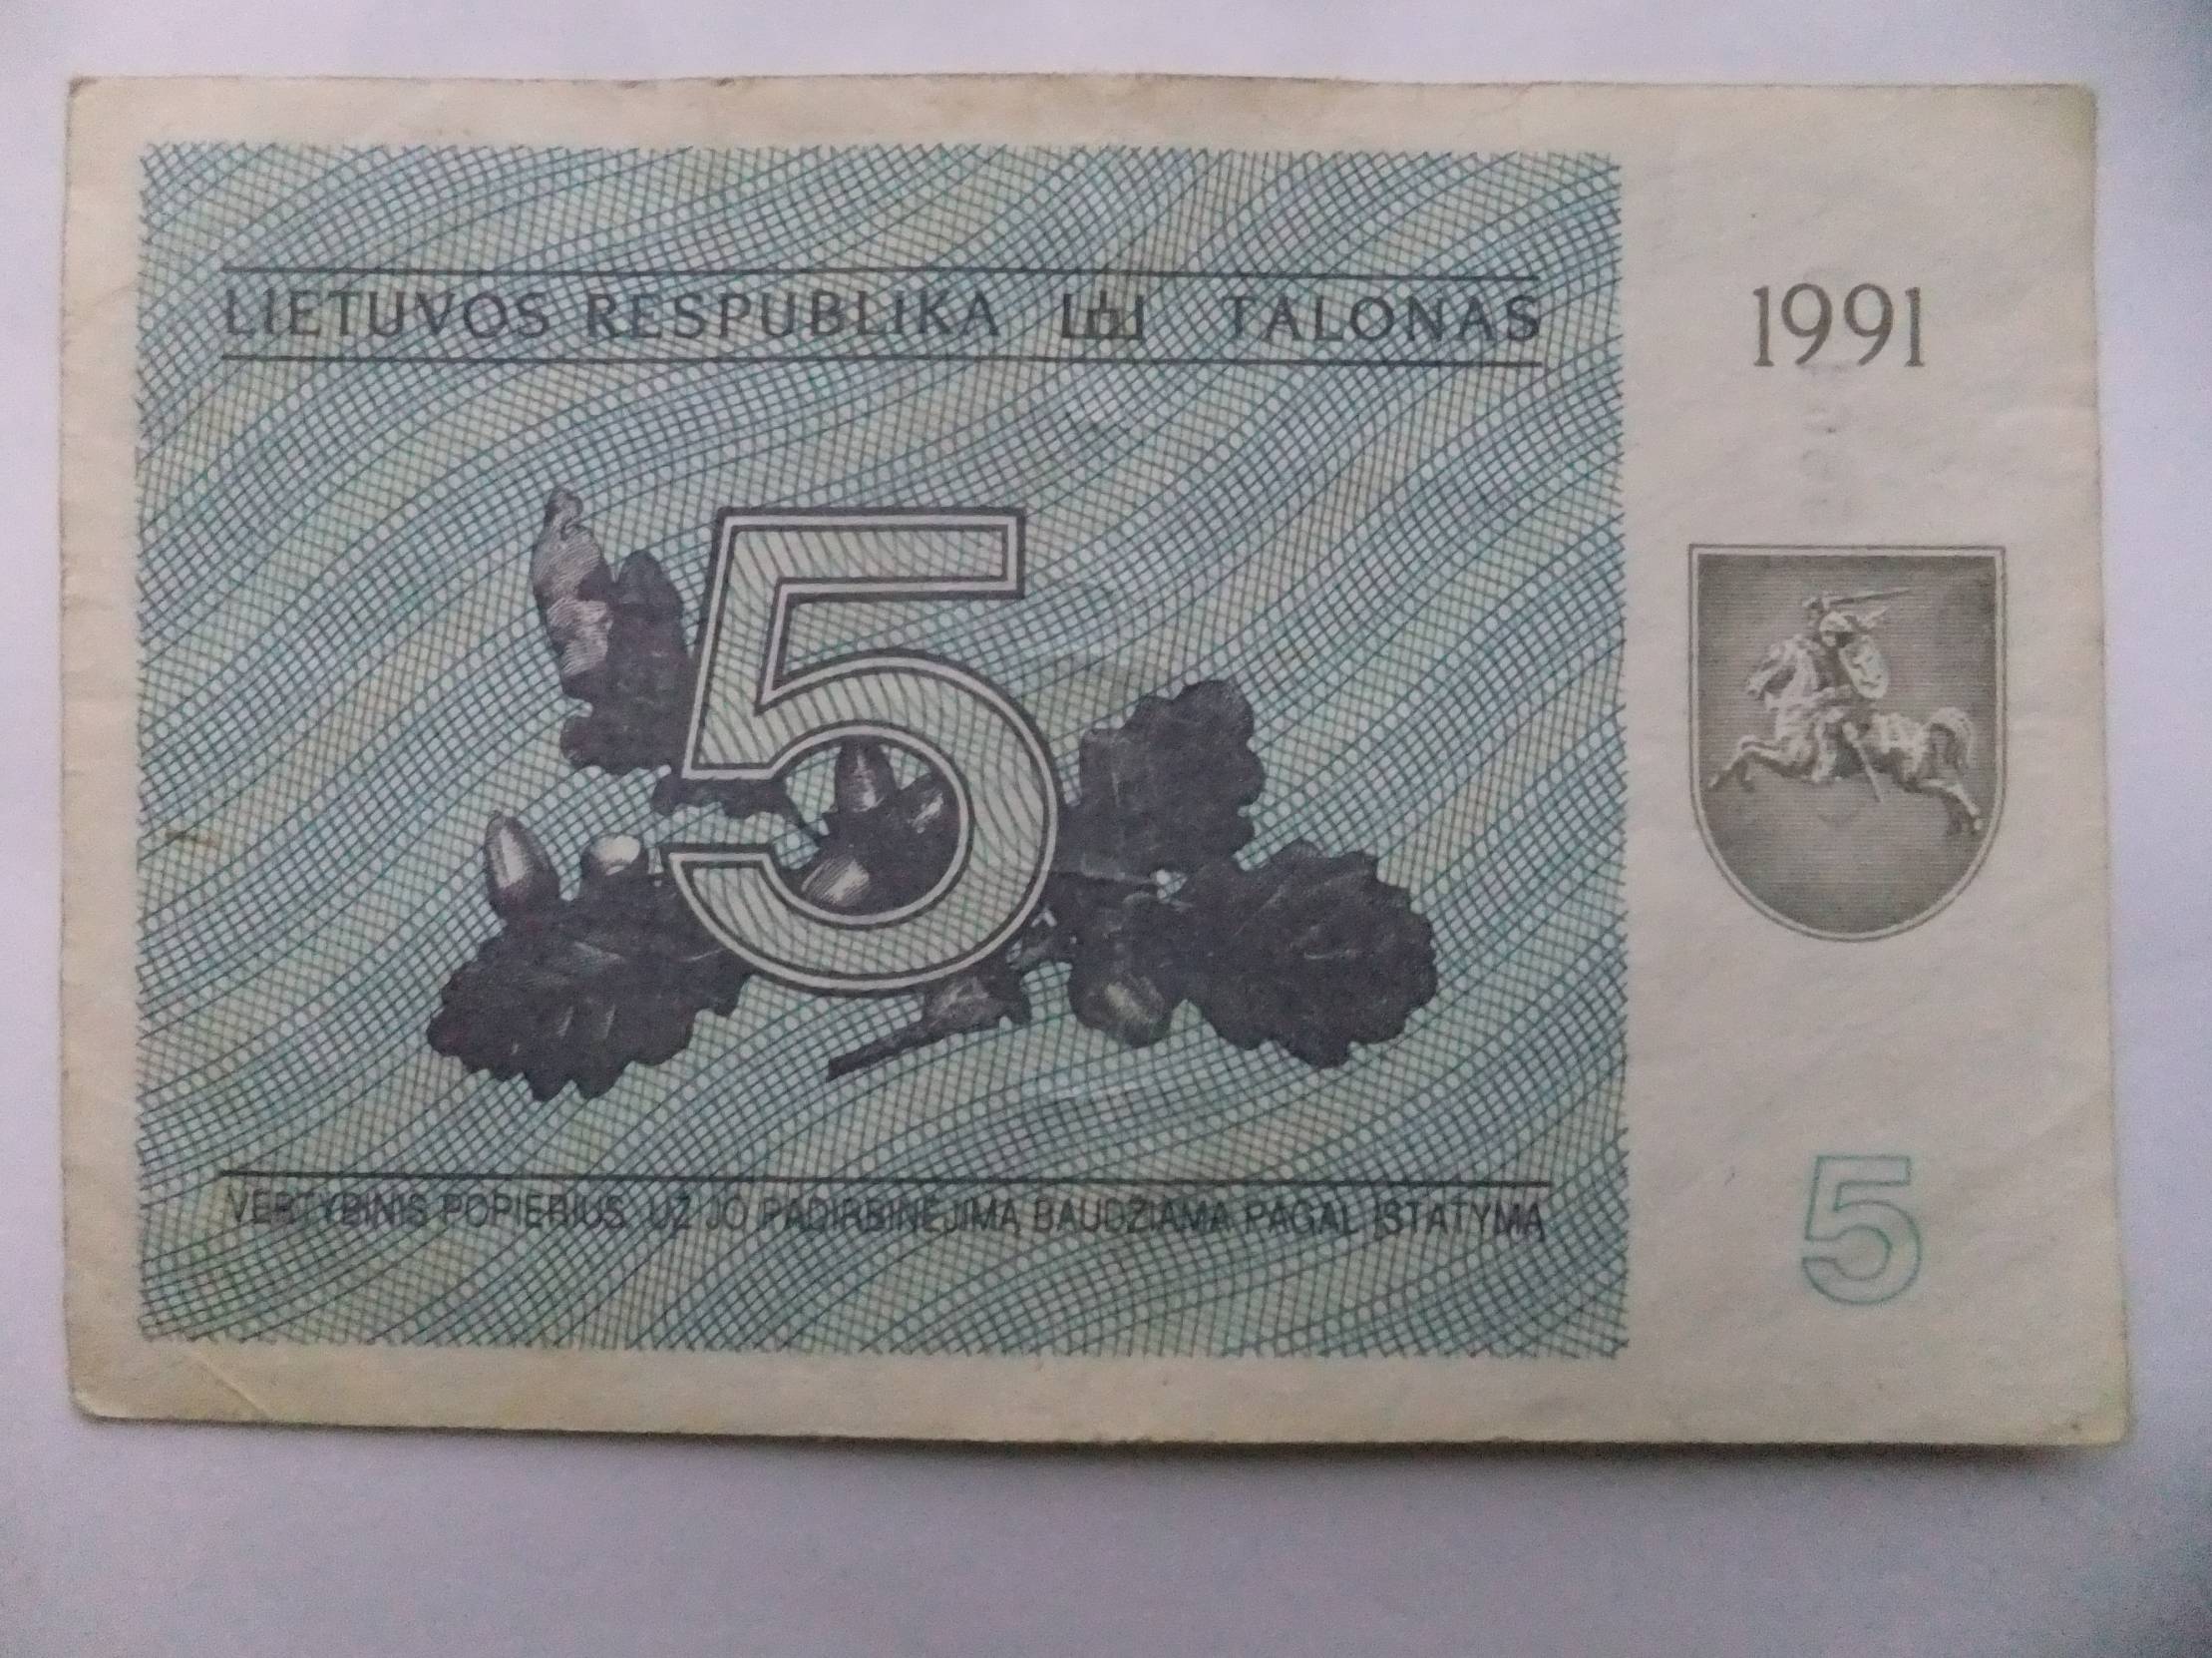 LIETUVOS RESPUBLIKA TALONAS
1991
5
VERTYBINIS POPIERIUS. UŽ JO PADIRBINĖJIMĄ BAUDŽIAMA PAGAL ĮSTATYMĄ
5